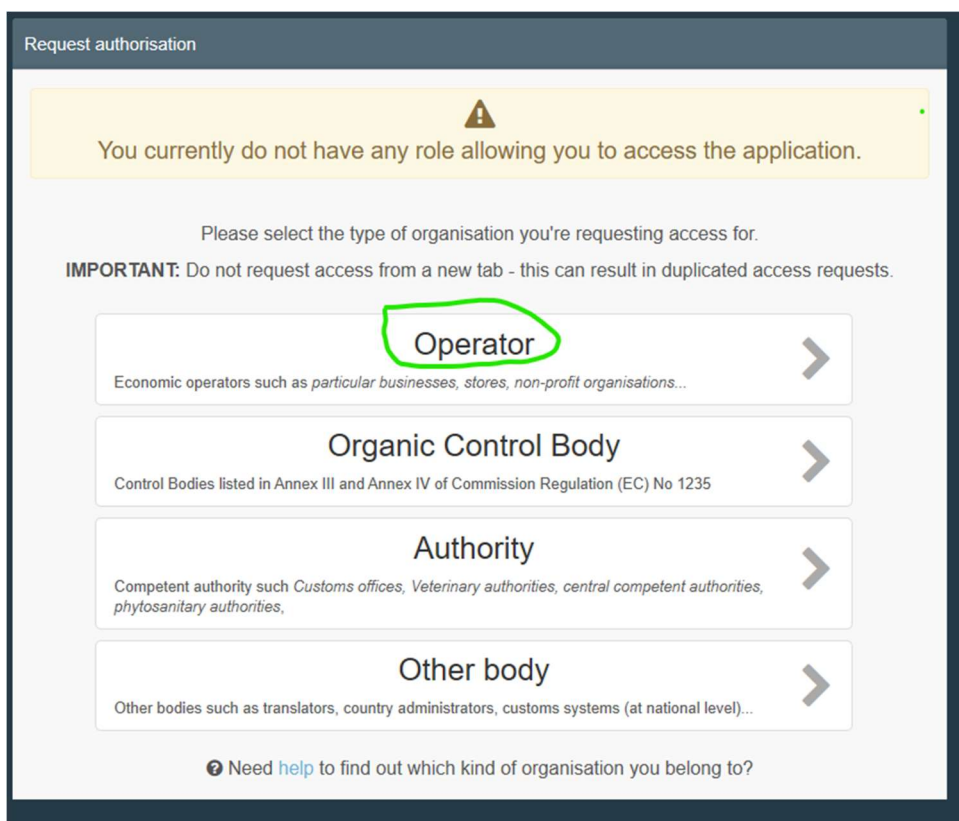 Request authorisation
You currently do not have any role allowing you to access the application.
Please select the type of organisation you're requesting access for.
IMPORTANT: Do not request access from a new tab - this can result in duplicated access requests.
Operator
Economic operators such as particular businesses, stores, non-profit organisations...
Organic Control Body
Control Bodies listed in Annex III and Annex IV of Commission Regulation (EC) No 1235
Authority
Competent authority such Customs offices, Veterinary authorities, central competent authorities,
phytosanitary authorities,
Other body
Other bodies such as translators, country administrators, customs systems (at national level)...
Need help to find out which kind of organisation you belong to?